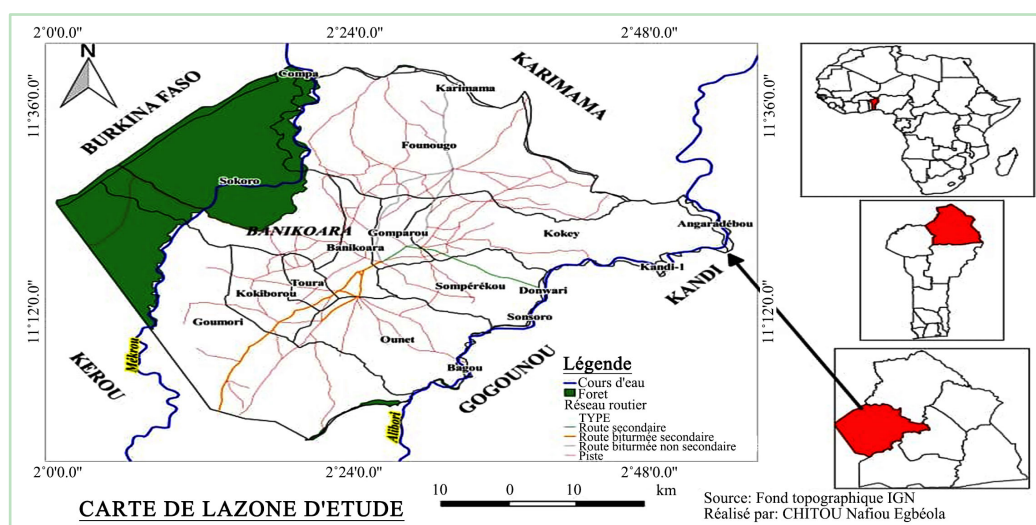 2°0'0.0" 2°24'0.0" 2°48'0.0"
N
BURKINA FASO
KARIMAMA
Compa
Karimama
11°36'0.0"
11°36'0.0"
Founougo
Sokoro
BANIKOARA
Gomparou
Angaradébou
Kokey
Banikoara
Kandi-1
KANDI
Toura
Sompérékou
Donwari
Kokiborou
11°12'0.0"
11°12'0.0"
Goumori
Sonsoro
Ounet
KEROU
Mékrou
Bagou
GOGOUNOU
Alibori
Légende
Cours d'eau
Foret
Réseau routier
TYPE
Route secondaire
Route biturmée secondaire
Route biturmée non secondaire
Piste
2°0'0.0" 2°24'0.0" 2°48'0.0"
CARTE DE LAZONE D'ETUDE
10 0 10 km
Source: Fond topographique IGN
Réalisé par: CHITOU Nafiou Egbéola